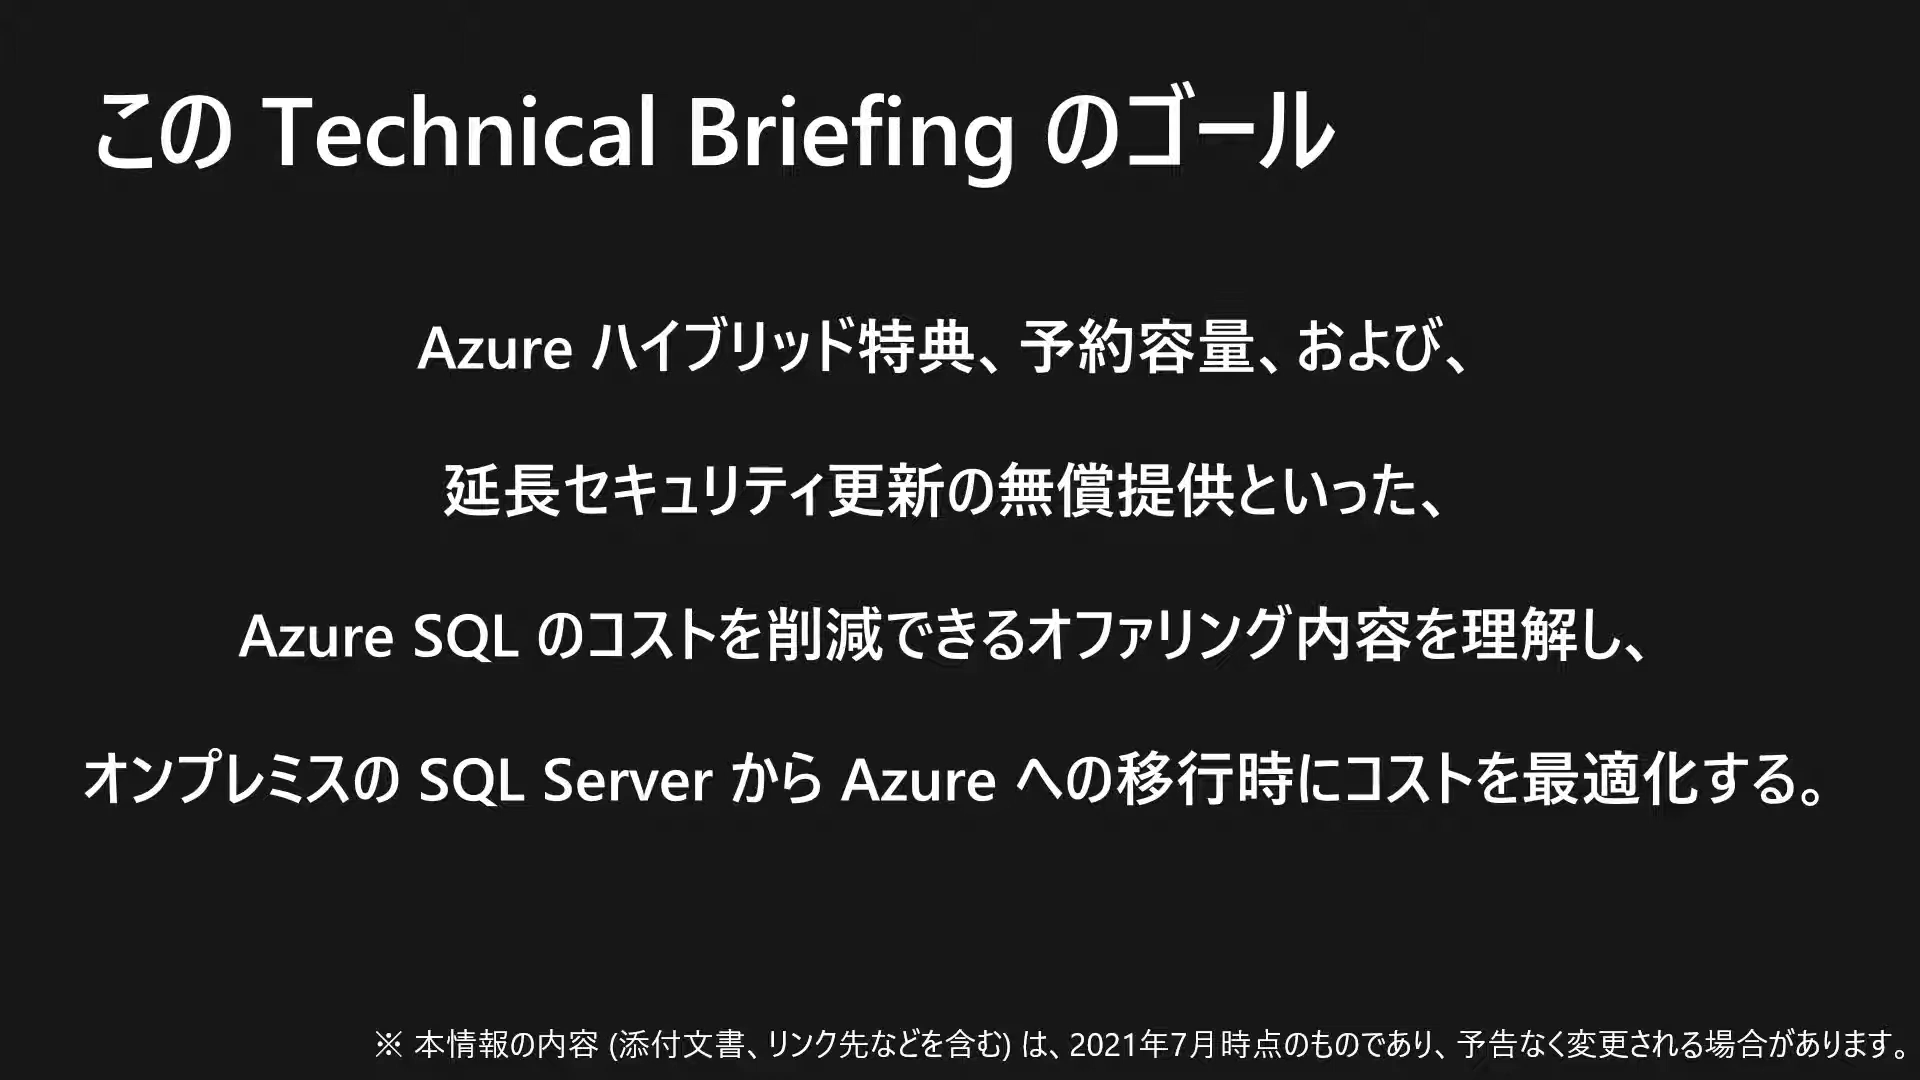 この Technical Briefing のゴール
Azure ハイブリッド特典、予約容量、および、
延長セキュリティ更新の無償提供といった、
Azure SQL のコストを削減できるオファリング内容を理解し、
オンプレミスの SQL Server から Azure への移行時にコストを最適化する。
※ 本情報の内容 (添付文書、リンク先などを含む) は、2021年7月時点のものであり、予告なく変更される場合があります。